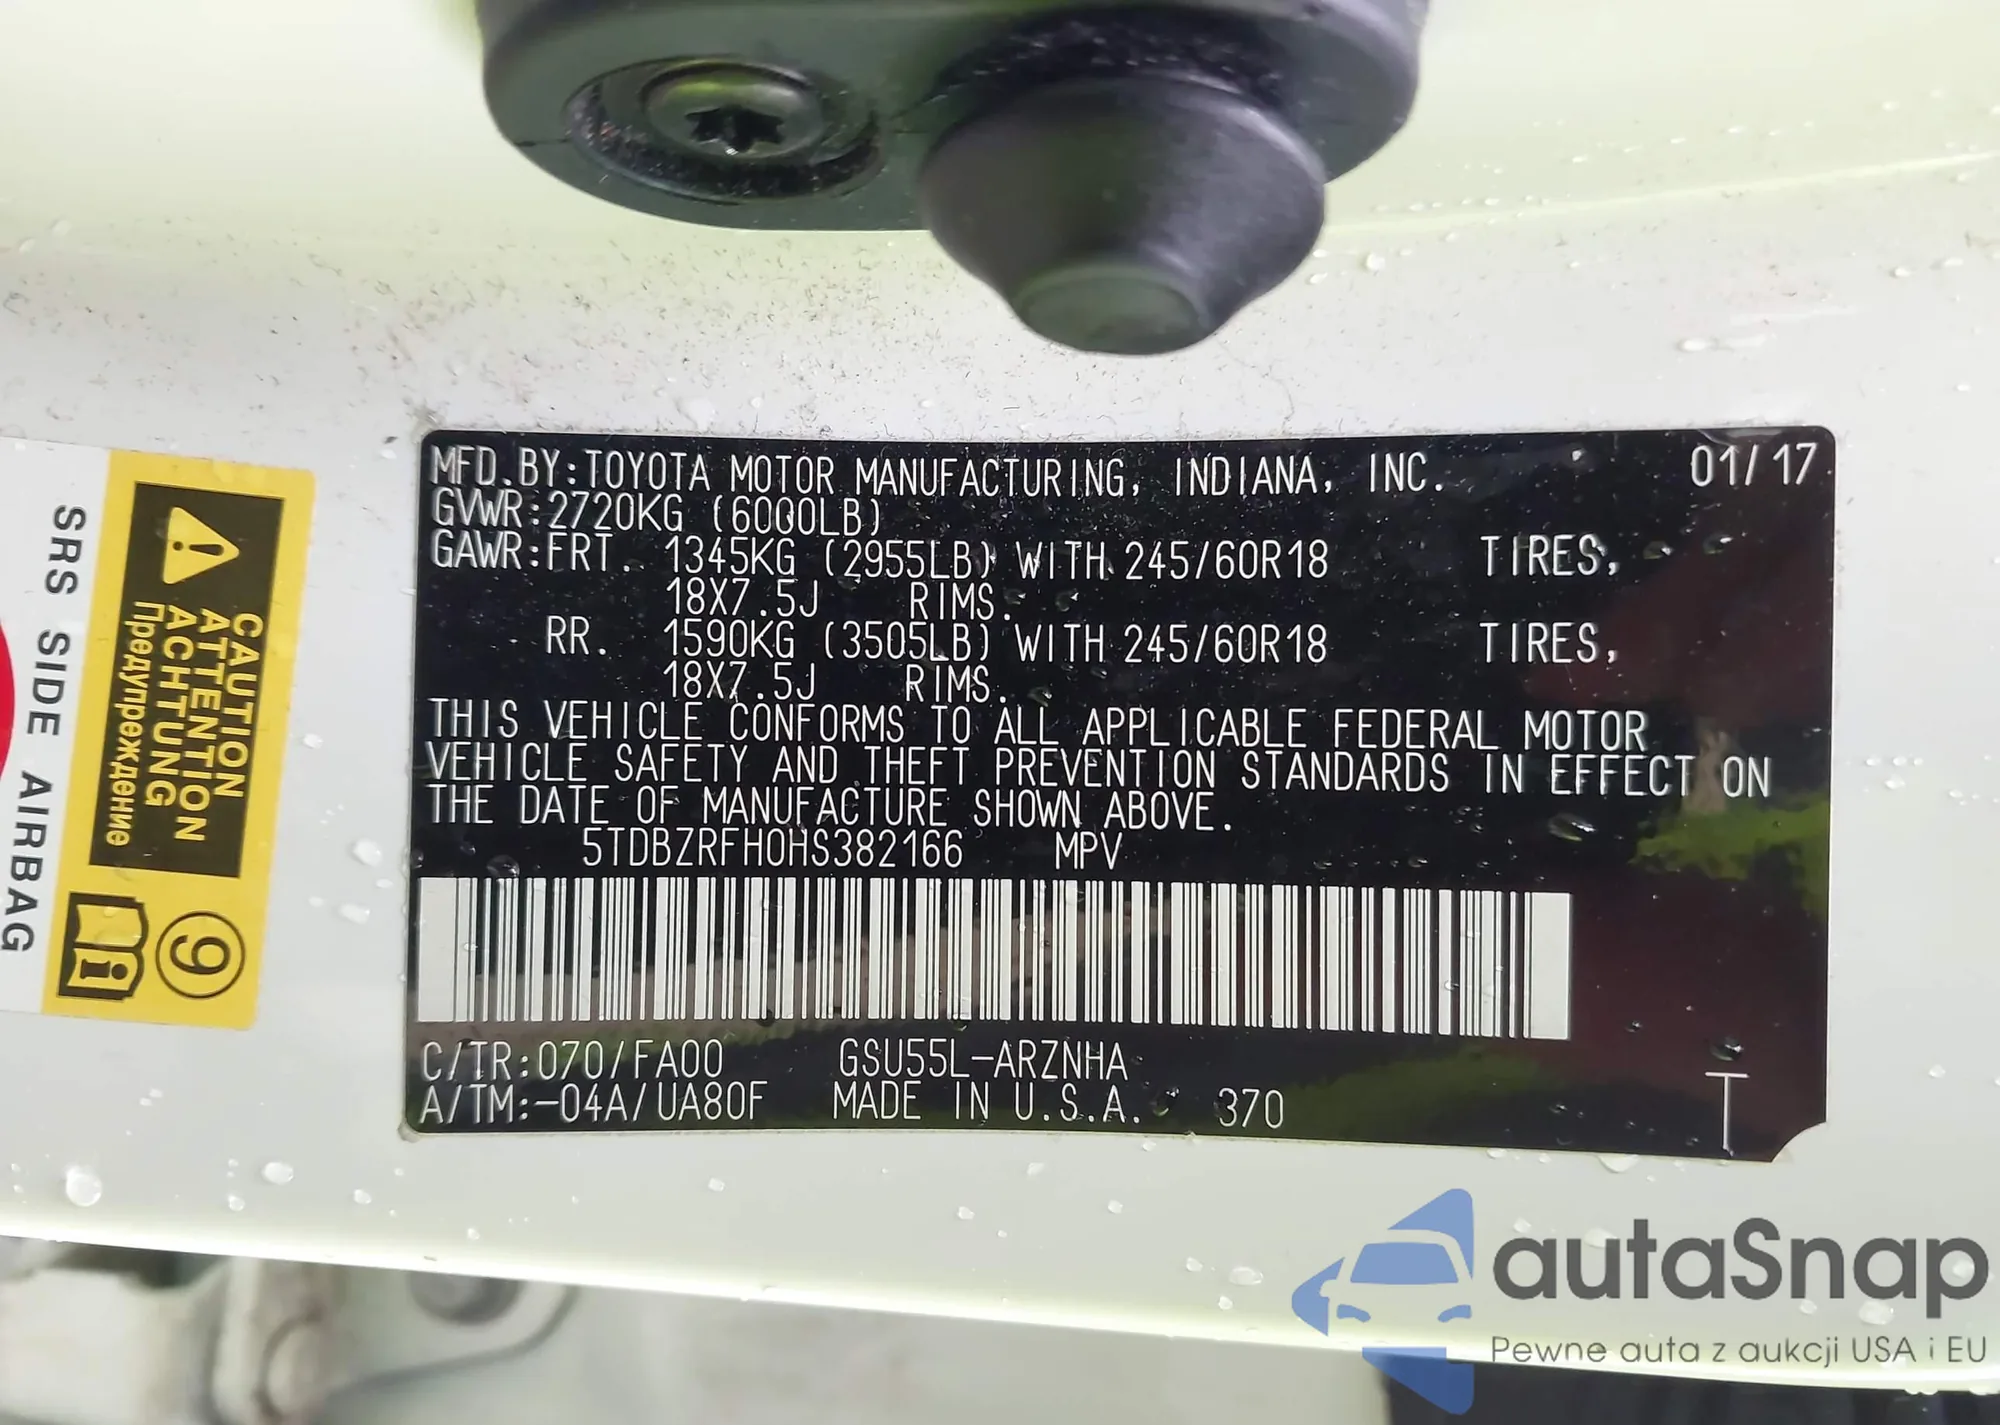 MFD.BY:TOYOTA MOTOR MANUFACTURING, INDIANA, INC. 01/17
GVWR:2720KG (6000LB)
GAWR:FRT. 1345KG (2955LB) WITH 245/60R18 TIRES,
18X7.5J RIMS.
RR. 1590KG (3505LB) WITH 245/60R18 TIRES,
18X7.5J RIMS.
THIS VEHICLE CONFORMS TO ALL APPLICABLE FEDERAL MOTOR
VEHICLE SAFETY AND THEFT PREVENTION STANDARDS IN EFFECT ON
THE DATE OF MANUFACTURE SHOWN ABOVE.
5TDBZRFH0HS382166 MPV
C/TR:070/FA00 GSU55L-ARZNHA
A/TM:-04A/UA80F MADE IN U.S.A. 370
T
CAUTION
ATTENTION
ACHTUNG
Предупреждение
9
i
SRS SIDE AIRBAG
autaSnap
Pewne auta z aukcji USA i EU